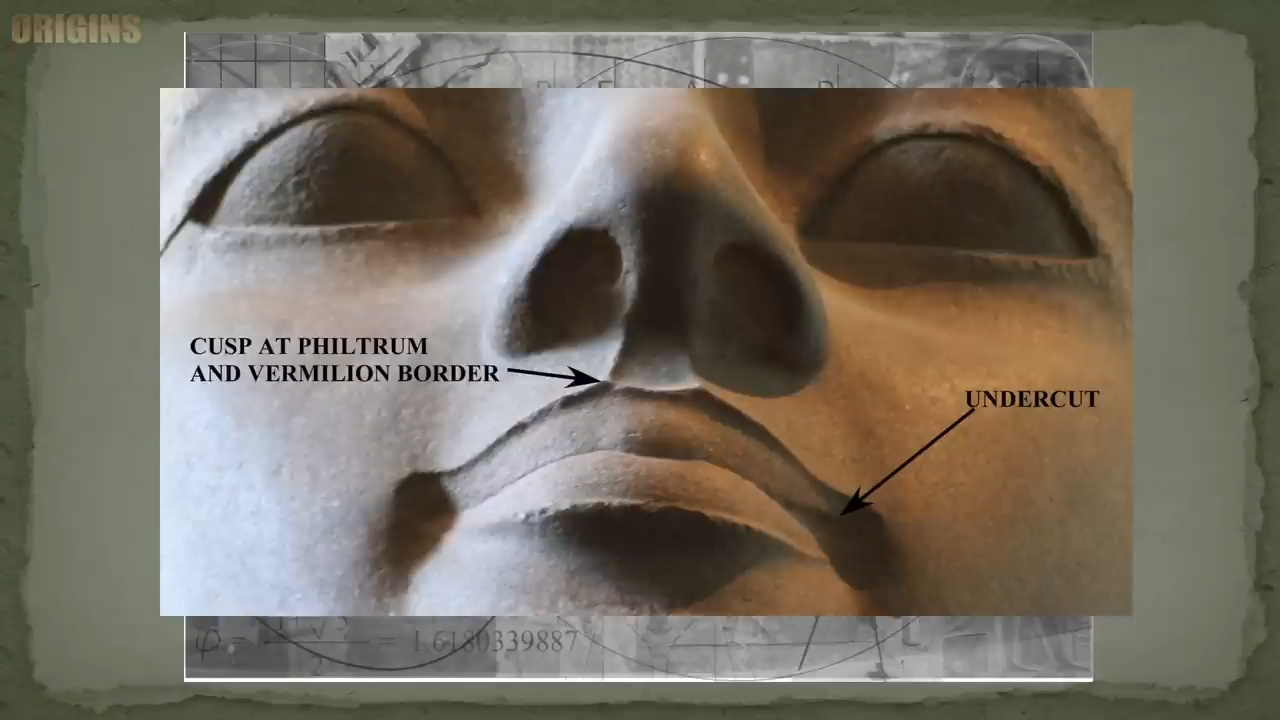 ORIGINS
CUSP AT PHILTRUM
AND VERMILION BORDER
UNDERCUT
= 1.6180339887